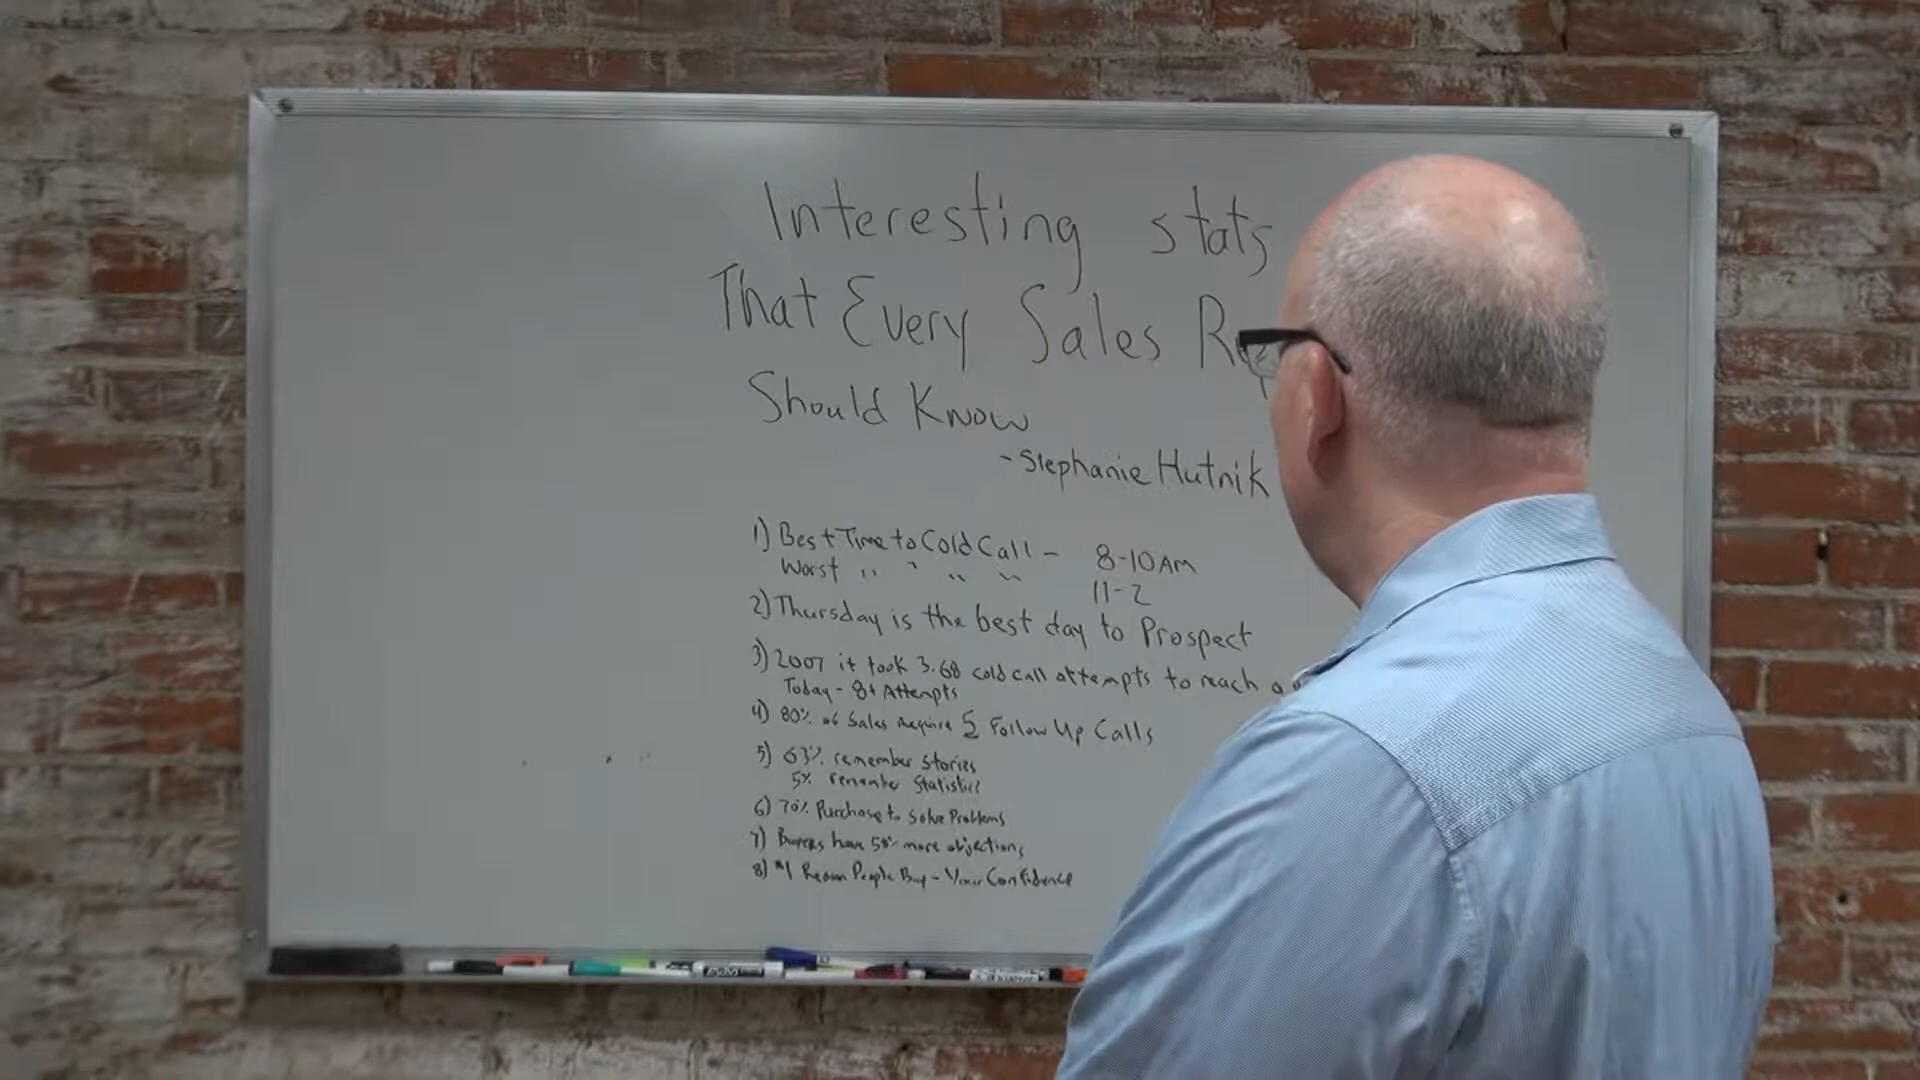 Interesting stats
That Every Sales Rep
Should Know
- Stephanie Hutnik
1) Best Time to Cold Call - 8-10 AM
Worst " " " " 11-2
2) Thursday is the best day to Prospect
3) 2007 it took 3.68 cold call attempts to reach a
Today - 8+ Attempts
4) 80% of Sales require 5 Follow Up Calls
5) 63% remember stories
5% remember Statistics
6) 70% Purchase to solve Problems
7) Buyers have 58% more objections
8) #1 Reason People Buy - Your Confidence
EXPO